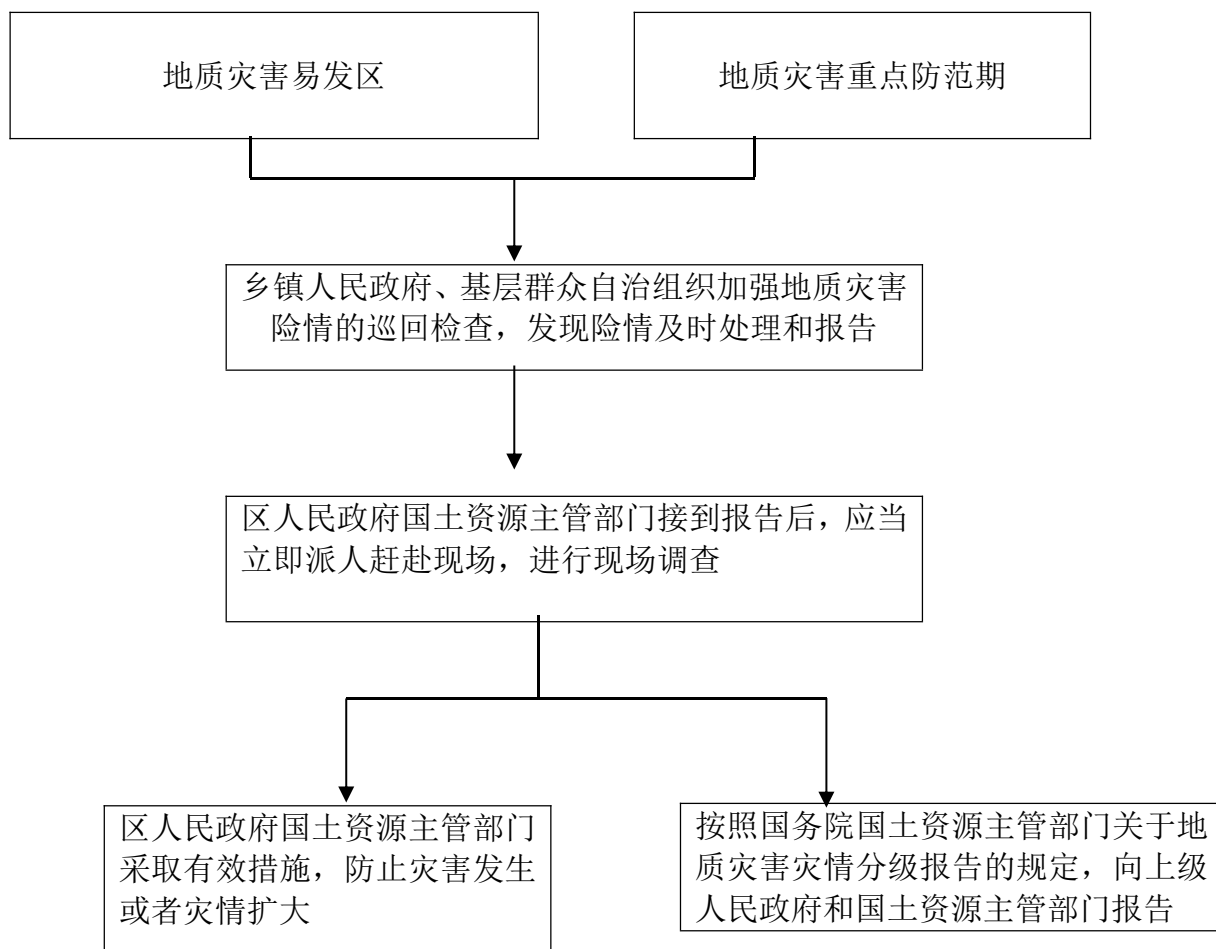 地质灾害易发区
地质灾害重点防范期
乡镇人民政府、基层群众自治组织加强地质灾害
险情的巡回检查，发现险情及时处理和报告
区人民政府国土资源主管部门接到报告后，应当
立即派人赶赴现场，进行现场调查
区人民政府国土资源主管部门
采取有效措施，防止灾害发生
或者灾情扩大
按照国务院国土资源主管部门关于地
质灾害灾情分级报告的规定，向上级
人民政府和国土资源主管部门报告